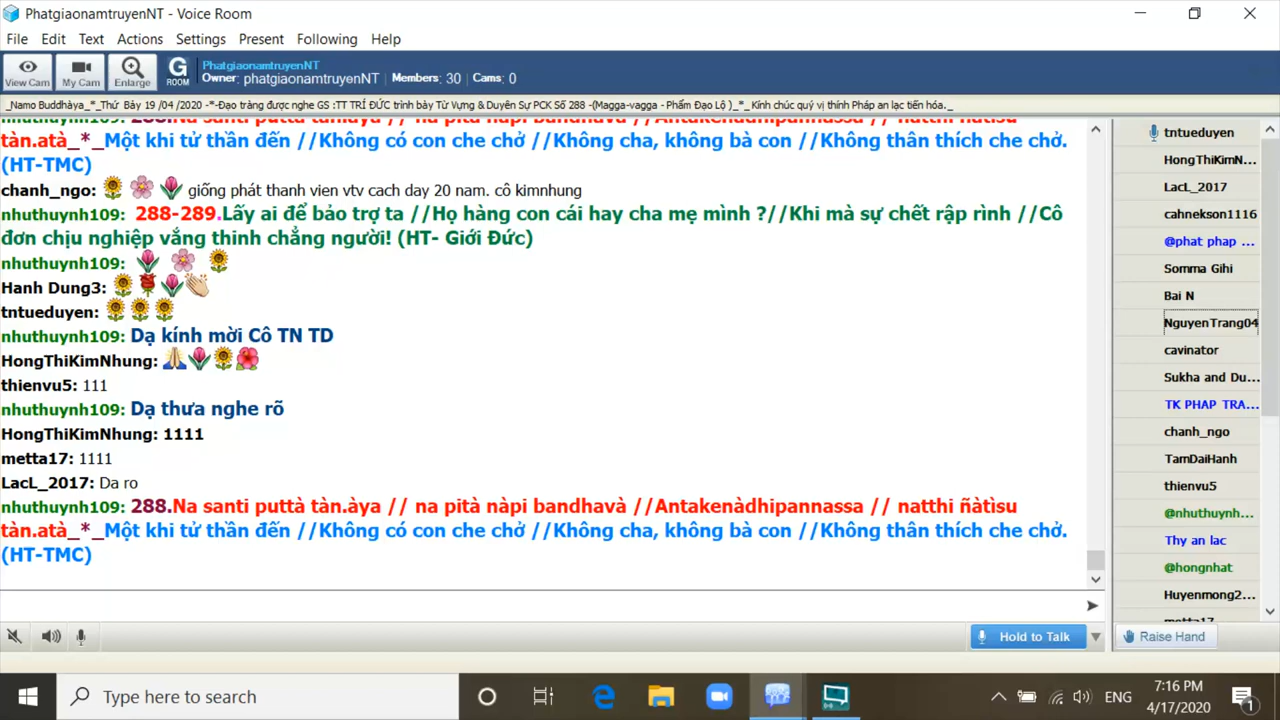 PhatgiaonamtruyenNT - Voice Room
File Edit Text Actions Settings Present Following Help
View Cam My Cam Enlarge G ROOM
PhatgiaonamtruyenNT
Owner: phatgiaonamtruyenNT Members: 30 Cams: 0
_Namo Buddhàya_*_Thứ Bảy 19 /04 /2020 -*-Đạo tràng được nghe GS :TT TRÍ ĐỨC trình bày Từ Vựng & Duyên Sự PCK Số 288 -(Magga-vagga - Phẩm Đạo Lộ )_*_ Kính chúc quý vị thính Pháp an lạc tiến hóa._
tàn.atà_*_Một khi tử thần đến //Không có con che chở //Không cha, không bà con //Không thân thích che chở.
(HT-TMC)
chanh_ngo: 🌻 🌸 🌷 giống phát thanh vien vtv cach day 20 nam. cô kimnhung
nhuthuynh109: 288-289.Lấy ai để bảo trợ ta //Họ hàng con cái hay cha mẹ mình ?//Khi mà sự chết rập rình //Cô
đơn chịu nghiệp vắng thinh chẳng người! (HT- Giới Đức)
nhuthuynh109: 🌷 🌸 🌻
Hanh Dung3: 🌻🌹🌷👏
tntueduyen: 🌻🌻🌻
nhuthuynh109: Dạ kính mời Cô TN TD
HongThiKimNhung: 🙏🌷🌻🌺
thienvu5: 111
nhuthuynh109: Dạ thưa nghe rõ
HongThiKimNhung: 1111
metta17: 1111
LacL_2017: Da ro
nhuthuynh109: 288.Na santi puttà tàn.àya // na pità nàpi bandhavà //Antakenàdhipannassa // natthi ñàtìsu
tàn.atà_*_Một khi tử thần đến //Không có con che chở //Không cha, không bà con //Không thân thích che chở.
(HT-TMC)
tntueduyen
HongThiKimN...
LacL_2017
cahnekson1116
@phat phap ...
Somma Gihi
Bai N
NguyenTrang04
cavinator
Sukha and Du...
TK PHAP TRA...
chanh_ngo
TamDaiHanh
thienvu5
@nhuthuynh...
Thy an lac
@hongnhat
Huyenmong2...
metta17
Hold to Talk
Raise Hand
Type here to search
ENG
7:16 PM
4/17/2020
1